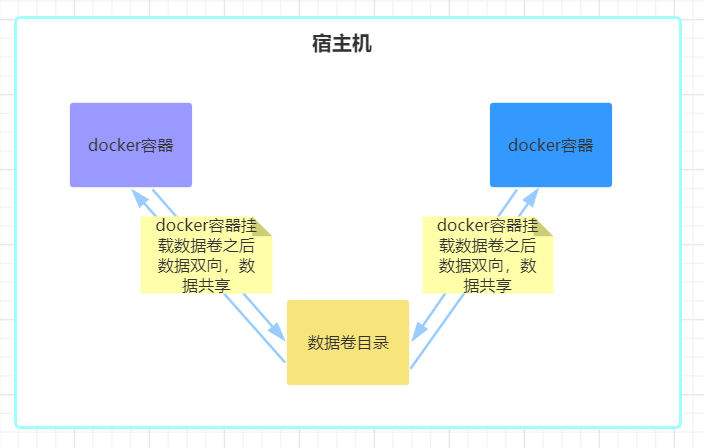 宿主机
docker容器
docker容器
docker容器挂
载数据卷之后
数据双向，数
据共享
docker容器挂
载数据卷之后
数据双向，数
据共享
数据卷目录